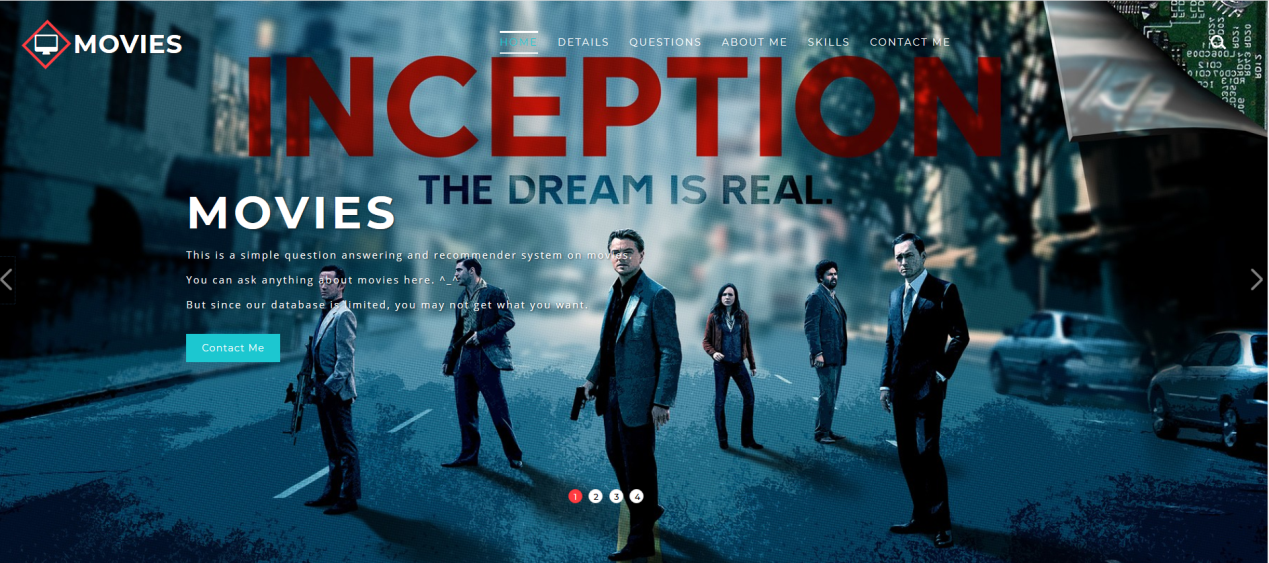 MOVIES
HOME DETAILS QUESTIONS ABOUT ME SKILLS CONTACT ME
INCEPTION
THE DREAM IS REAL.
MOVIES
This is a simple question answering and recommender system on movies.
You can ask anything about movies here. ^_^
But since our database is limited, you may not get what you want.
Contact Me
1 2 3 4